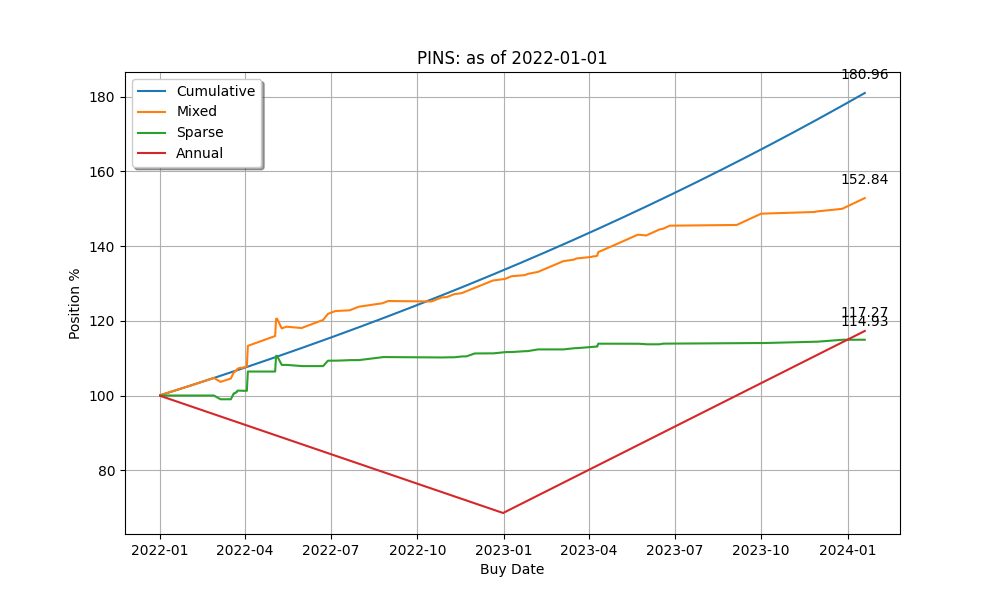 PINS: as of 2022-01-01
Cumulative
Mixed
Sparse
Annual
180.96
152.84
117.27
114.93
180
160
140
120
100
80
Position %
2022-01 2022-04 2022-07 2022-10 2023-01 2023-04 2023-07 2023-10 2024-01
Buy Date